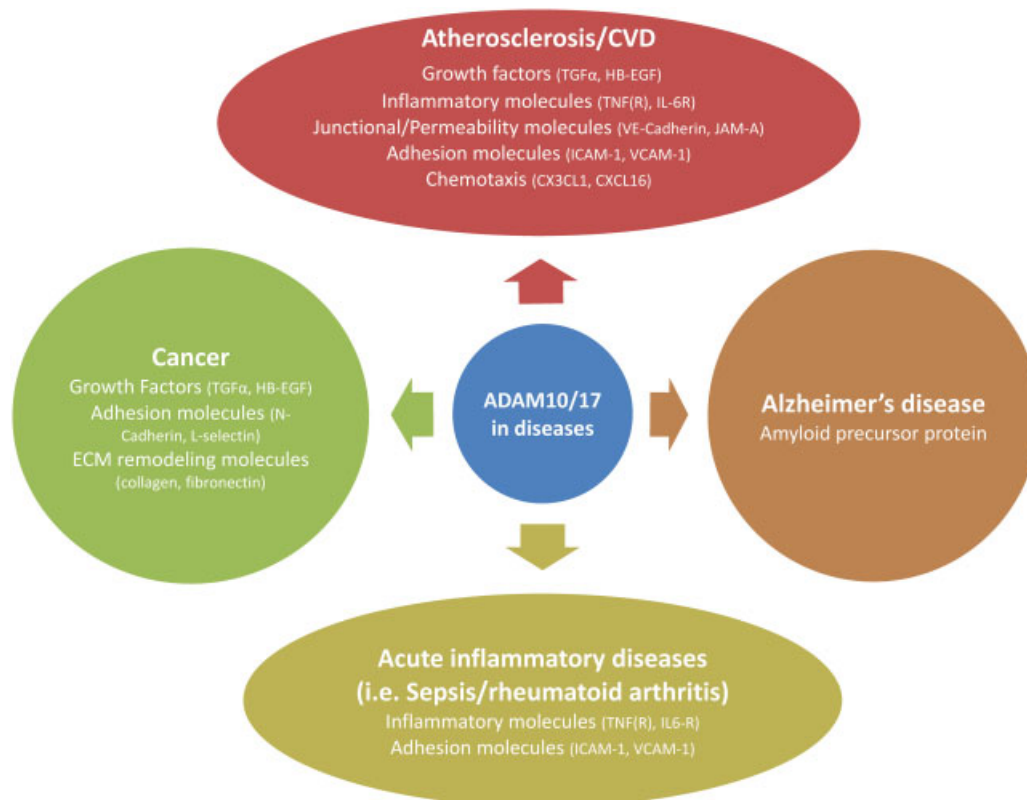 Atherosclerosis/CVD
Growth factors (TGFα, HB-EGF)
Inflammatory molecules (TNF(R), IL-6R)
Junctional/Permeability molecules (VE-Cadherin, JAM-A)
Adhesion molecules (ICAM-1, VCAM-1)
Chemotaxis (CX3CL1, CXCL16)
Cancer
Growth Factors (TGFα, HB-EGF)
Adhesion molecules (N-
Cadherin, L-selectin)
ECM remodeling molecules
(collagen, fibronectin)
ADAM10/17
in diseases
Alzheimer’s disease
Amyloid precursor protein
Acute inflammatory diseases
(i.e. Sepsis/rheumatoid arthritis)
Inflammatory molecules (TNF(R), IL6-R)
Adhesion molecules (ICAM-1, VCAM-1)